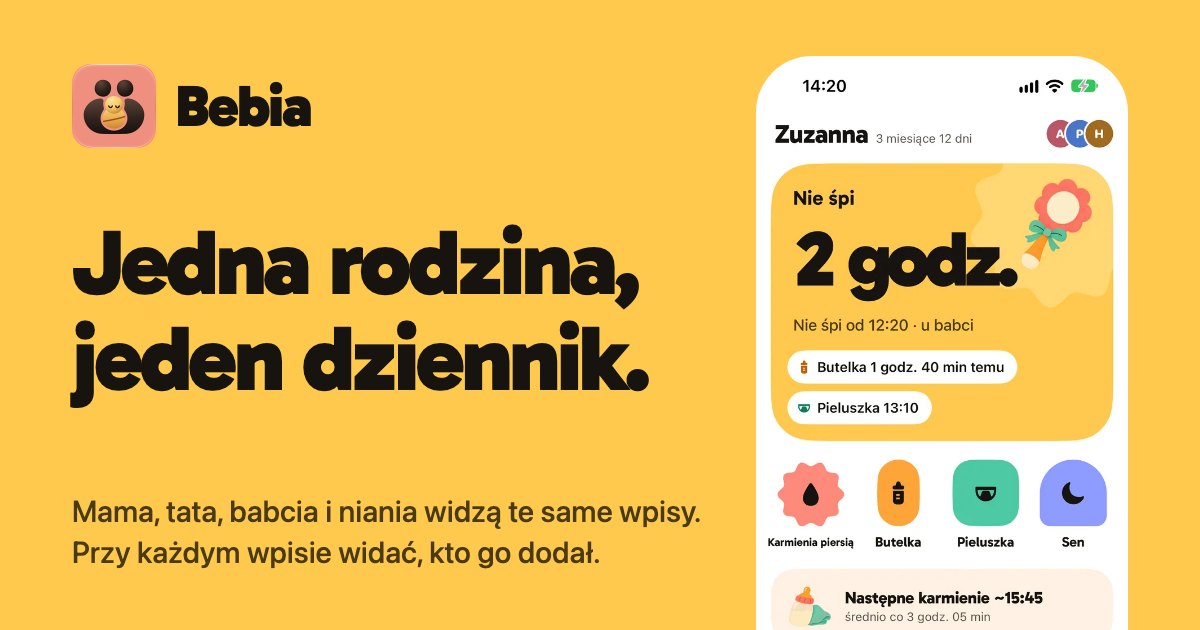 Bebia
Jedna rodzina,
jeden dziennik.
Mama, tata, babcia i niania widzą te same wpisy.
Przy każdym wpisie widać, kto go dodał.
14:20
Zuzanna 3 miesiące 12 dni
A P H
Nie śpi
2 godz.
Nie śpi od 12:20 · u babci
Butelka 1 godz. 40 min temu
Pieluszka 13:10
Karmienia piersią Butelka Pieluszka Sen
Następne karmienie ~15:45
średnio co 3 godz. 05 min